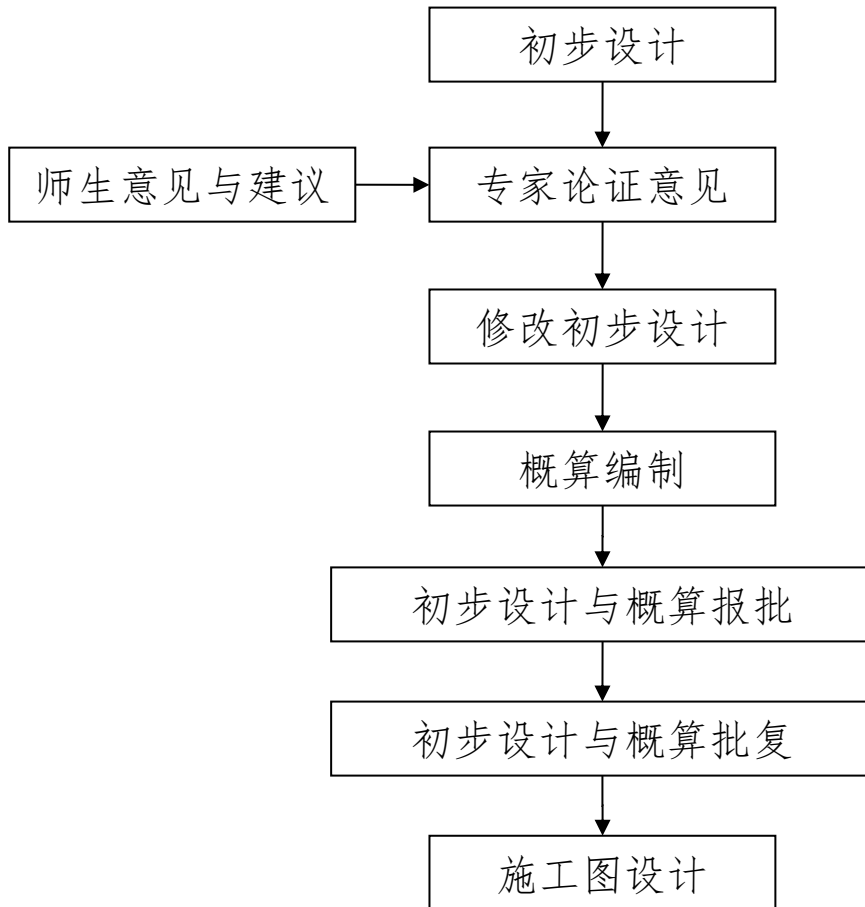 初步设计
师生意见与建议
专家论证意见
修改初步设计
概算编制
初步设计与概算报批
初步设计与概算批复
施工图设计